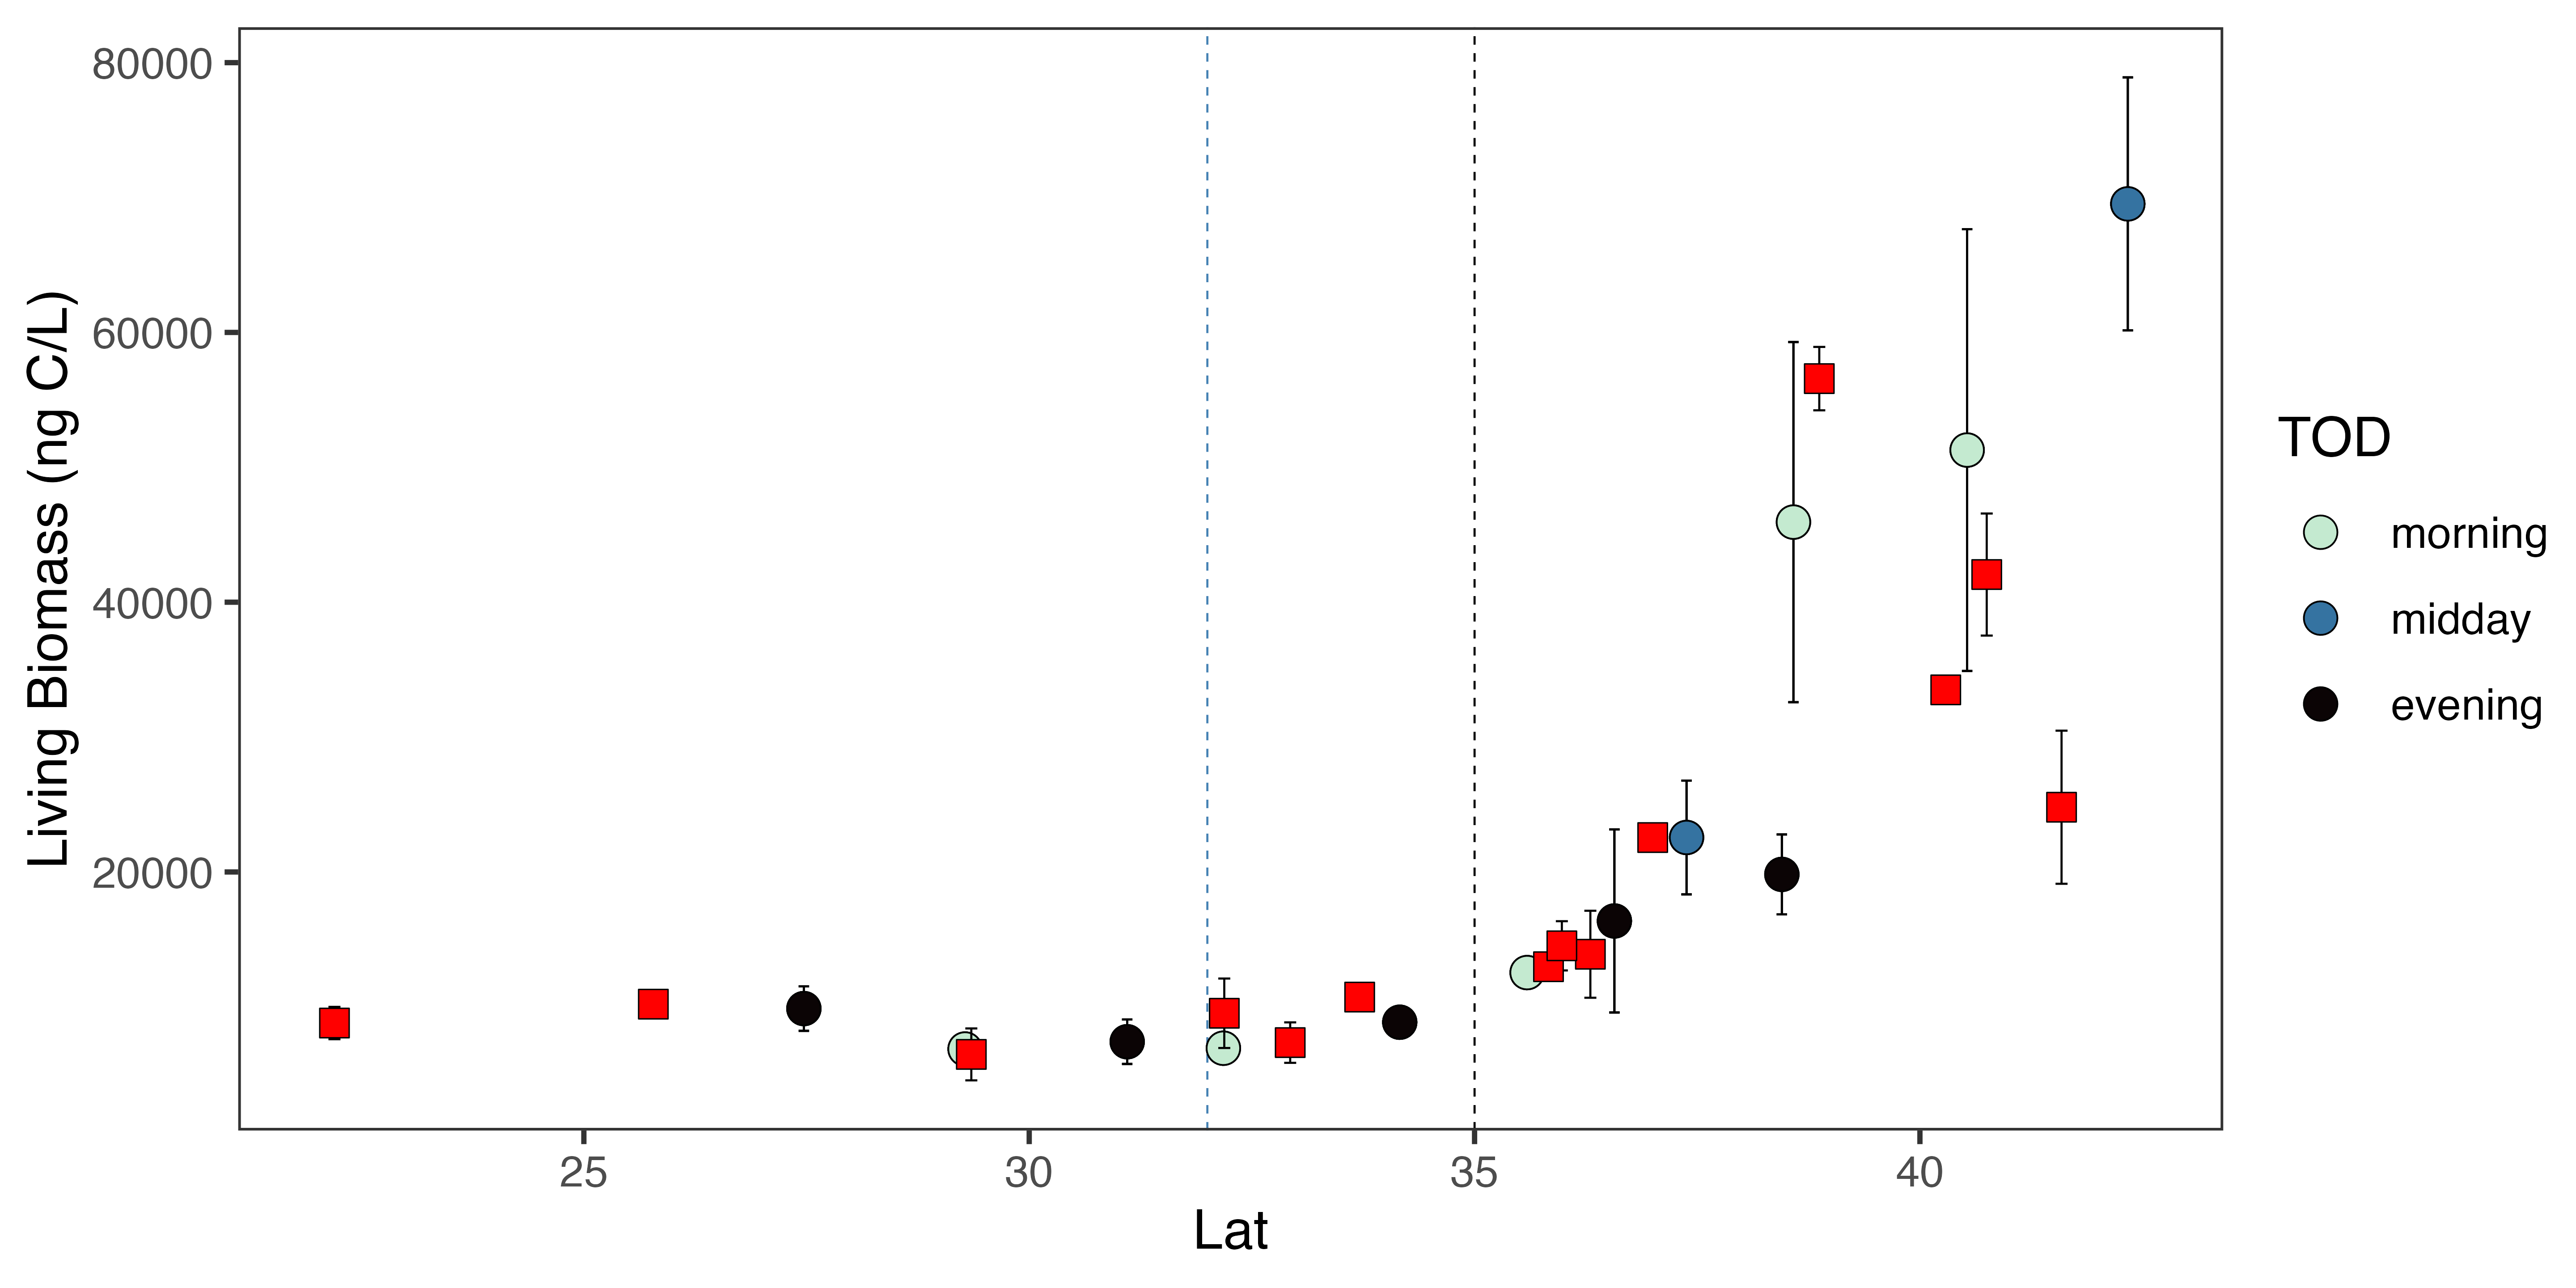 80000
60000
40000
20000
Living Biomass (ng C/L)
25
30
35
40
Lat
TOD
morning
midday
evening